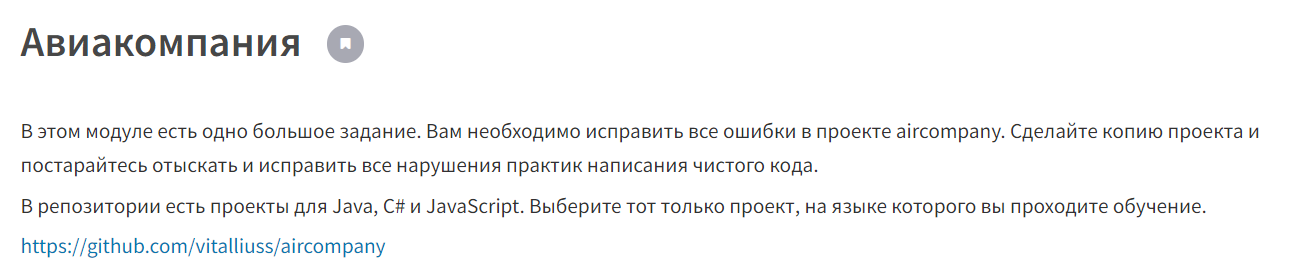 Авиакомпания
В этом модуле есть одно большое задание. Вам необходимо исправить все ошибки в проекте aircompany. Сделайте копию проекта и
постарайтесь отыскать и исправить все нарушения практик написания чистого кода.
В репозитории есть проекты для Java, C# и JavaScript. Выберите тот только проект, на языке которого вы проходите обучение.
https://github.com/vitalliuss/aircompany